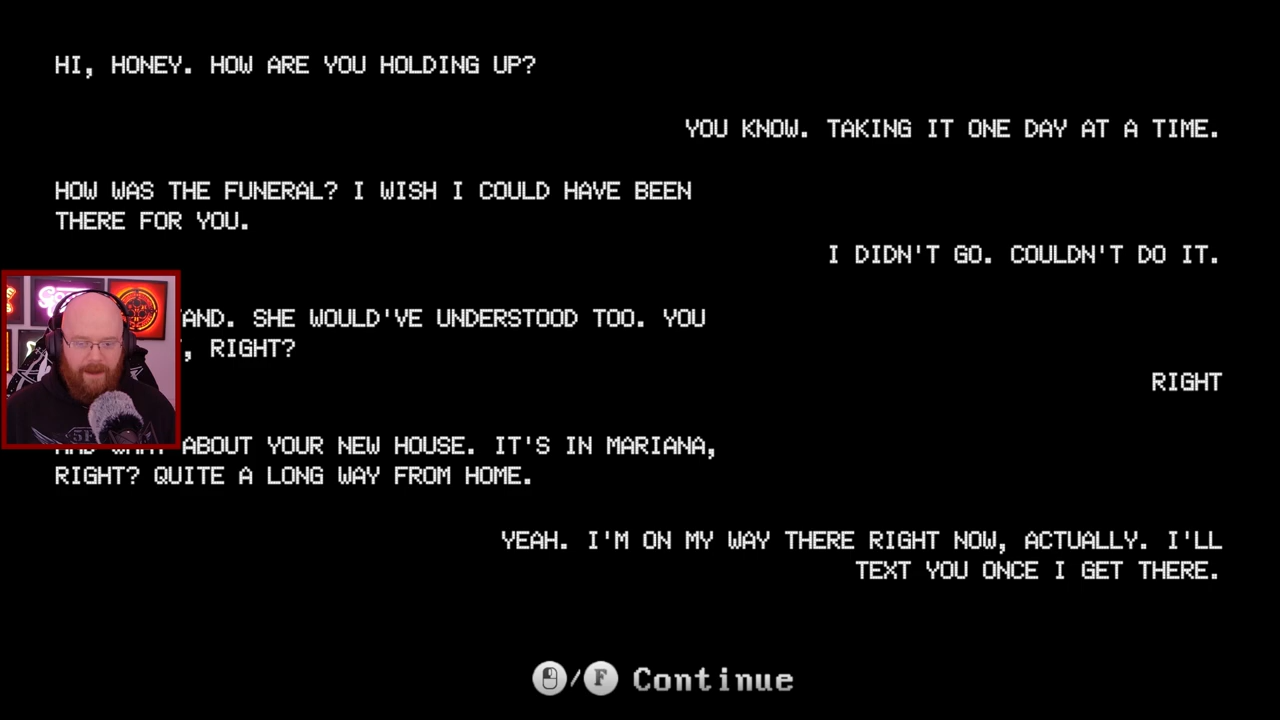 HI, HONEY. HOW ARE YOU HOLDING UP?
YOU KNOW. TAKING IT ONE DAY AT A TIME.
HOW WAS THE FUNERAL? I WISH I COULD HAVE BEEN
THERE FOR YOU.
I DIDN'T GO. COULDN'T DO IT.
AND. SHE WOULD'VE UNDERSTOOD TOO. YOU
, RIGHT?
RIGHT
ABOUT YOUR NEW HOUSE. IT'S IN MARIANA,
RIGHT? QUITE A LONG WAY FROM HOME.
YEAH. I'M ON MY WAY THERE RIGHT NOW, ACTUALLY. I'LL
TEXT YOU ONCE I GET THERE.
/ F Continue